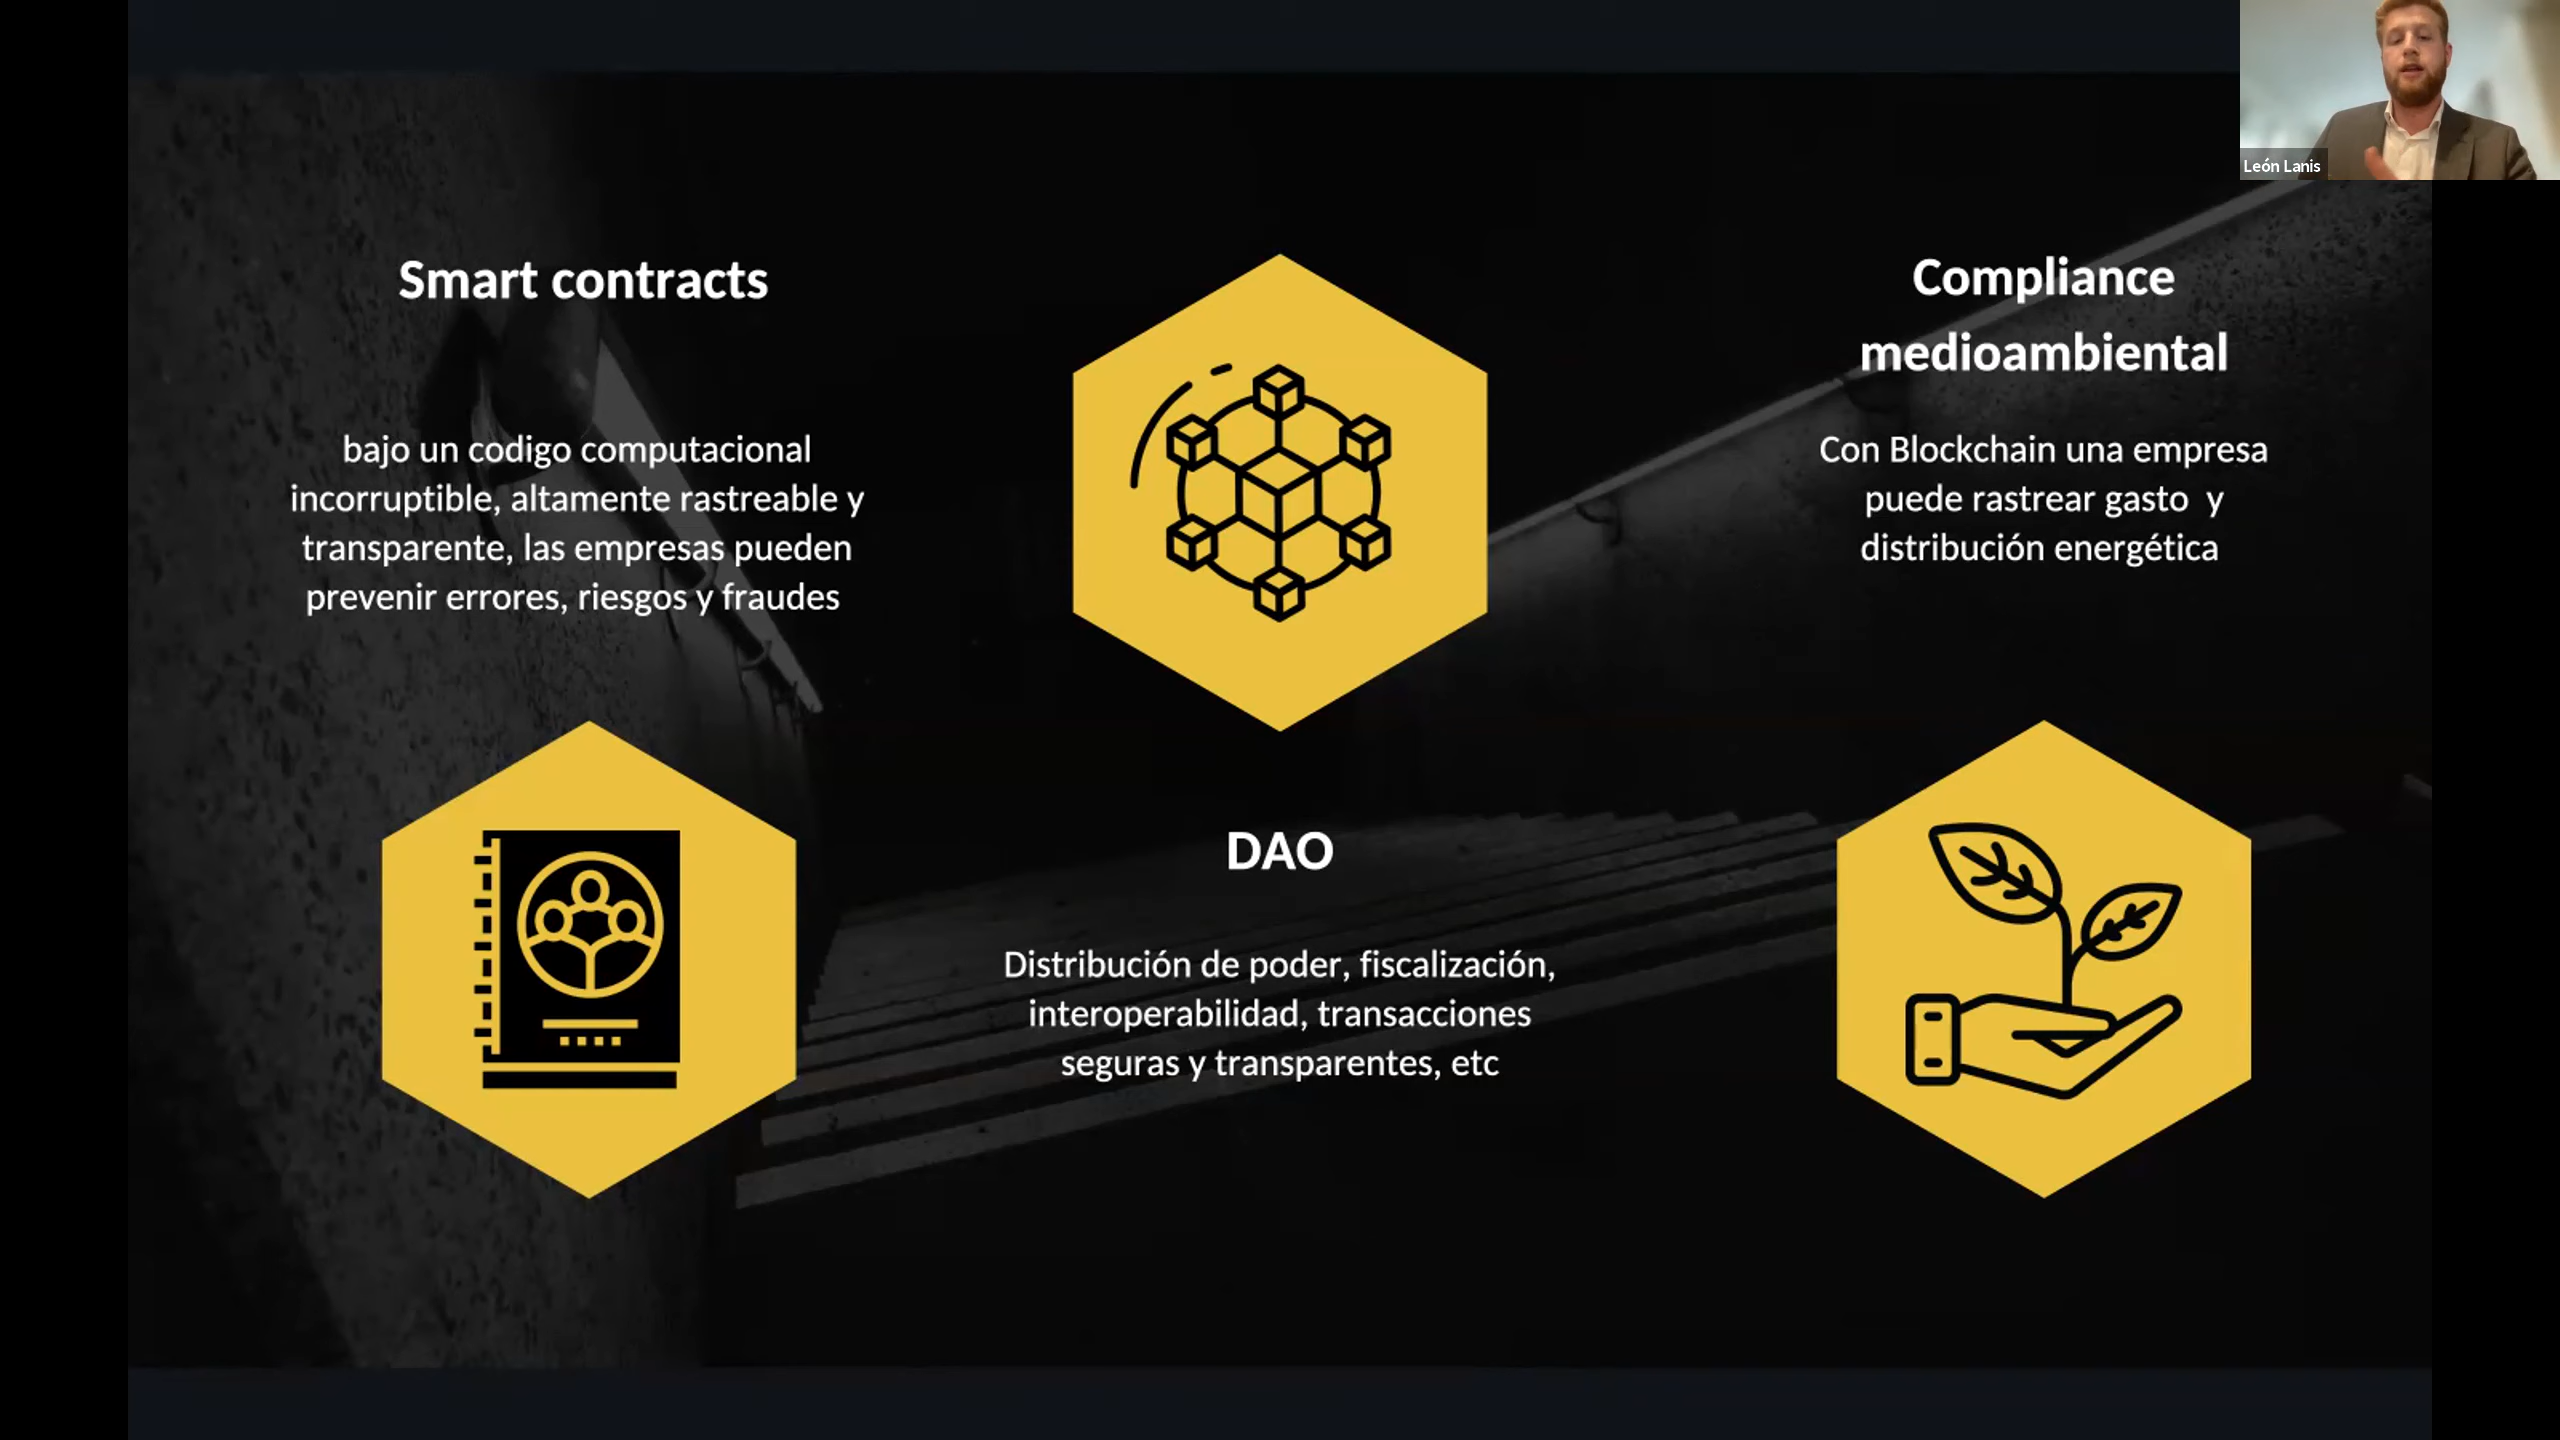 León Lanis
Smart contracts
bajo un codigo computacional
incorruptible, altamente rastreable y
transparente, las empresas pueden
prevenir errores, riesgos y fraudes
DAO
Distribución de poder, fiscalización,
interoperabilidad, transacciones
seguras y transparentes, etc
Compliance
medioambiental
Con Blockchain una empresa
puede rastrear gasto  y
distribución energética